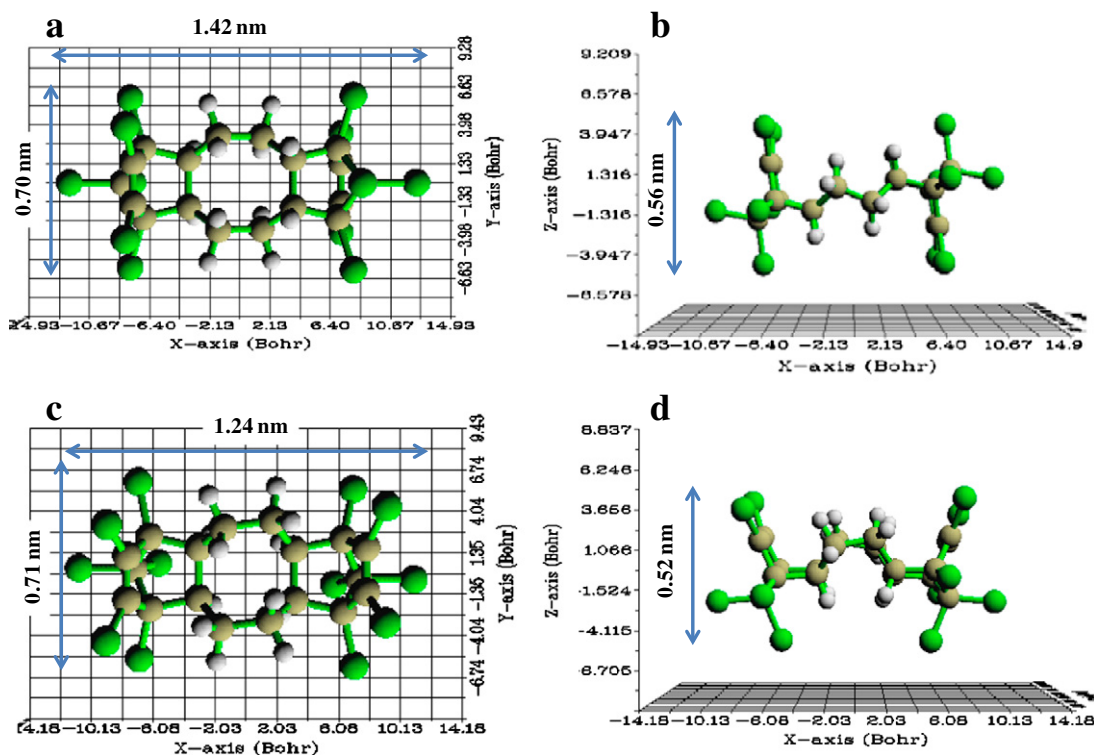 a
1.42 nm
0.70 nm
9.28
6.63
3.98
1.33
-1.33
-3.98
-6.63
Y-axis (Bohr)
-10.67 -6.40 -2.13 2.13 6.40 10.67 14.93
X-axis (Bohr)
b
9.209
6.578
3.947
1.316
-1.316
-3.947
-6.578
Z-axis (Bohr)
0.56 nm
-14.93 -10.67 -6.40 -2.13 2.13 6.40 10.67 14.9
X-axis (Bohr)
c
1.24 nm
0.71 nm
9.43
6.74
4.04
1.35
-1.35
-4.04
-6.74
Y-axis (Bohr)
4.18 -10.13 -6.08 -2.03 2.03 6.08 10.13 14.18
X-axis (Bohr)
d
8.837
6.246
3.656
1.066
-1.524
-4.115
-6.705
Z-axis (Bohr)
0.52 nm
-14.18 -10.13 -6.08 -2.03 2.03 6.08 10.13 14.18
X-axis (Bohr)